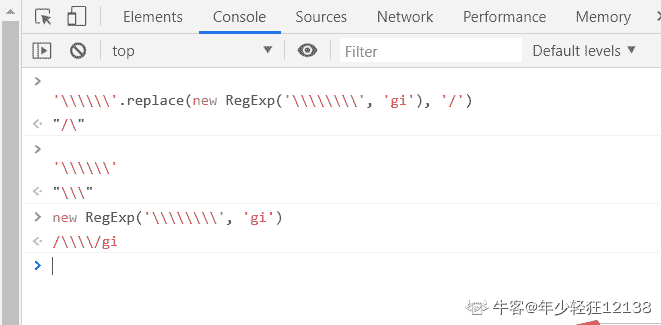 Elements Console Sources Network Performance Memory
top Filter Default levels
>
'\\\\\\'.replace(new RegExp('\\\\\\\\', 'gi'), '/')
"/\"
>
'\\\\\\'
"\\\"
> new RegExp('\\\\\\\\', 'gi')
/\\\\/gi
>
牛客@年少轻狂12138